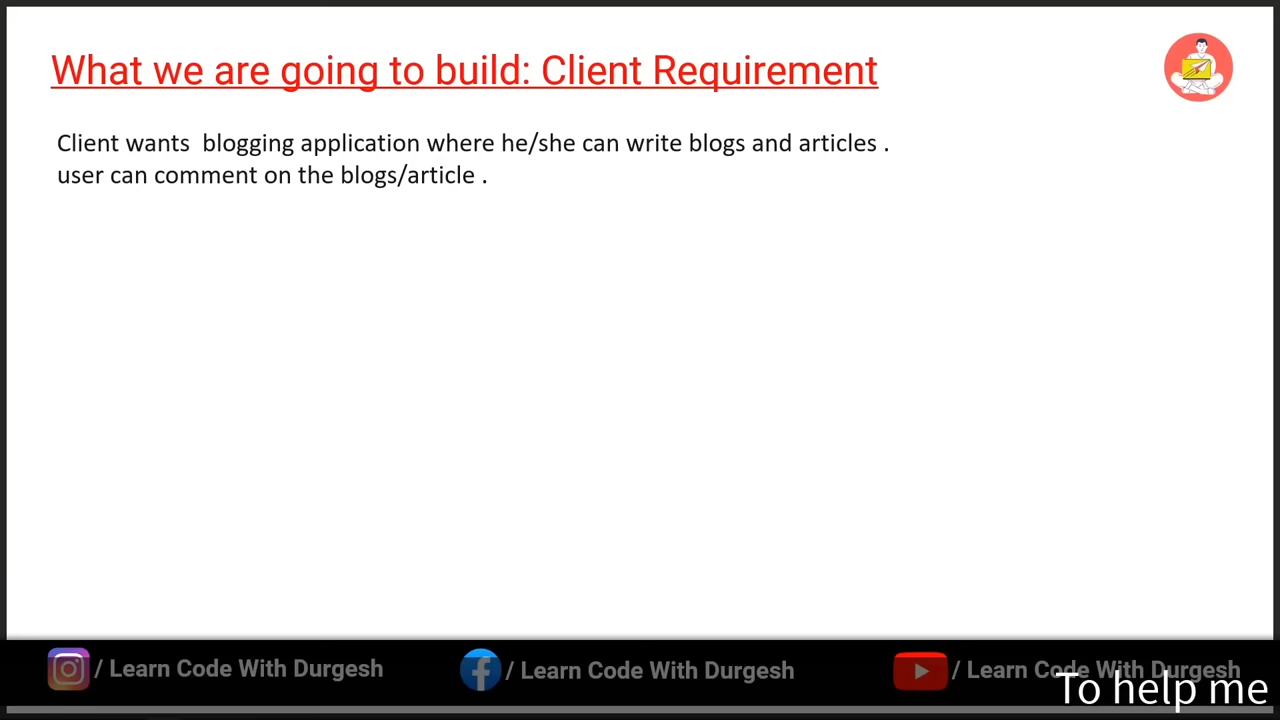 What we are going to build: Client Requirement
Client wants  blogging application where he/she can write blogs and articles .
user can comment on the blogs/article .
/ Learn Code With Durgesh
/ Learn Code With Durgesh
/ Learn Code With Durgesh
To help me